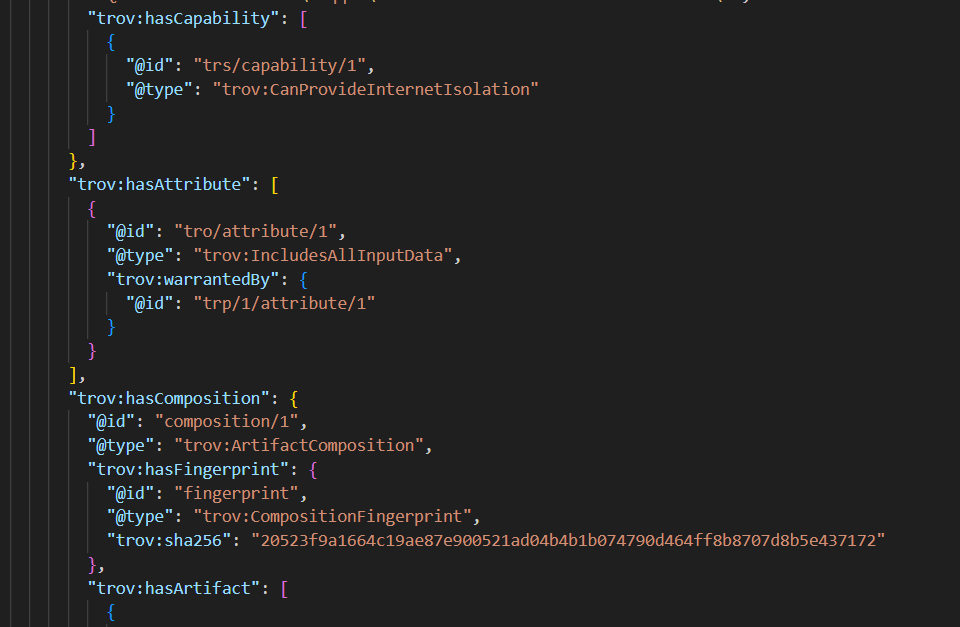 "trov:hasCapability": [
{
"@id": "trs/capability/1",
"@type": "trov:CanProvideInternetIsolation"
}
]
},
"trov:hasAttribute": [
{
"@id": "tro/attribute/1",
"@type": "trov:IncludesAllInputData",
"trov:warrantedBy": {
"@id": "trp/1/attribute/1"
}
}
],
"trov:hasComposition": {
"@id": "composition/1",
"@type": "trov:ArtifactComposition",
"trov:hasFingerprint": {
"@id": "fingerprint",
"@type": "trov:CompositionFingerprint",
"trov:sha256": "20523f9a1664c19ae87e900521ad04b4b1b074790d464ff8b8707d8b5e437172"
},
"trov:hasArtifact": [
{